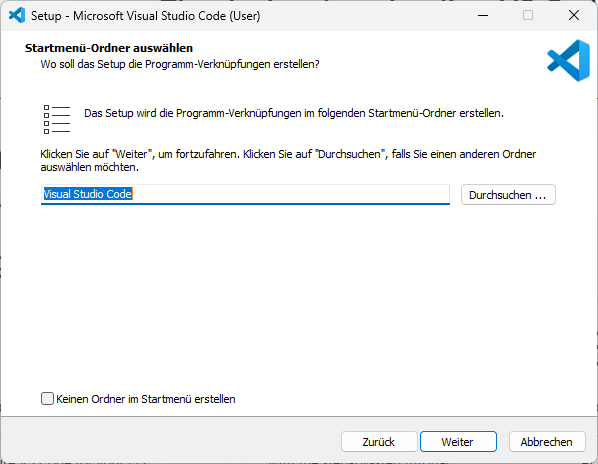 Setup - Microsoft Visual Studio Code (User)
Startmenü-Ordner auswählen
Wo soll das Setup die Programm-Verknüpfungen erstellen?
Das Setup wird die Programm-Verknüpfungen im folgenden Startmenü-Ordner erstellen.
Klicken Sie auf "Weiter", um fortzufahren. Klicken Sie auf "Durchsuchen", falls Sie einen anderen Ordner
auswählen möchten.
Visual Studio Code
Durchsuchen ...
Keinen Ordner im Startmenü erstellen
Zurück
Weiter
Abbrechen